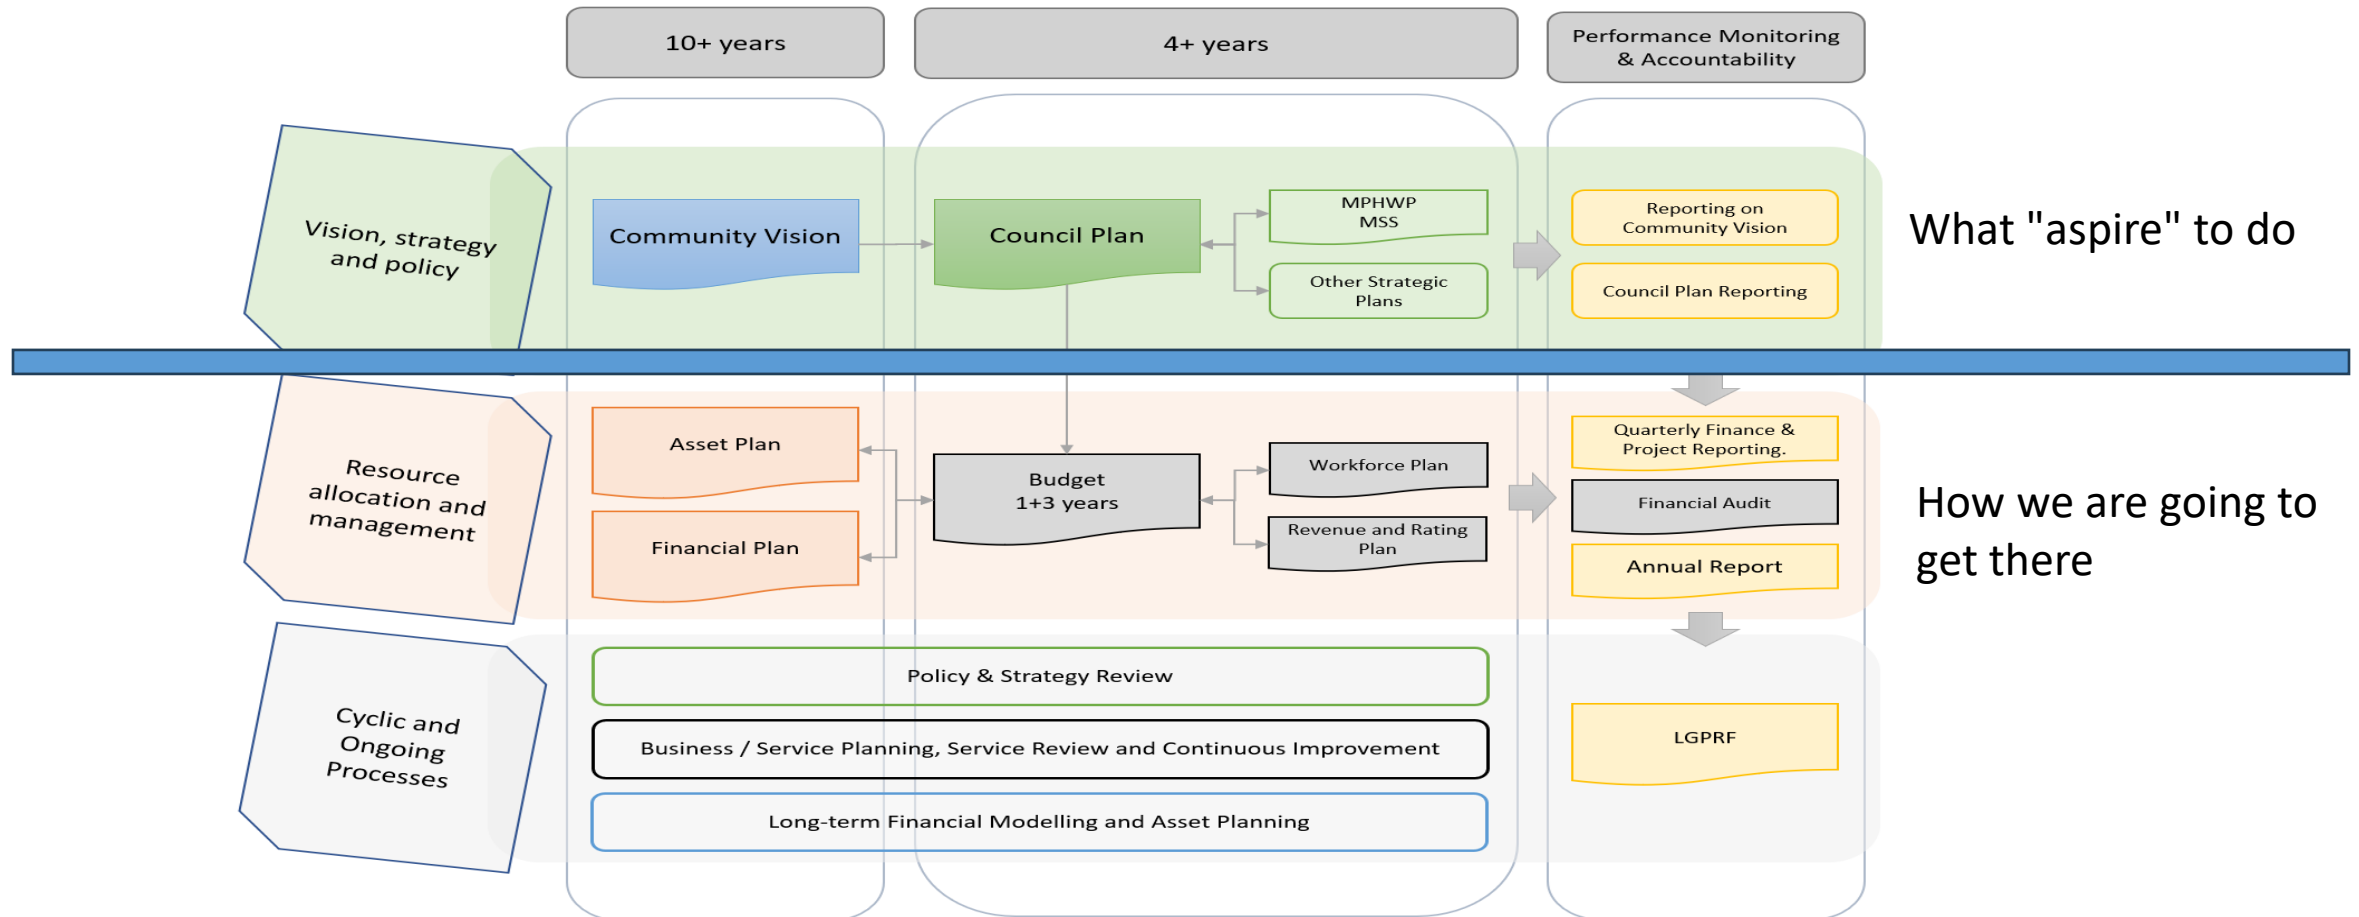 10+ years
4+ years
Performance Monitoring
& Accountability
Vision, strategy
and policy
Community Vision
Council Plan
MPHWP
MSS
Other Strategic
Plans
Reporting on
Community Vision
Council Plan Reporting
What "aspire" to do
Resource
allocation and
management
Asset Plan
Financial Plan
Budget
1+3 years
Workforce Plan
Revenue and Rating
Plan
Quarterly Finance &
Project Reporting.
Financial Audit
Annual Report
How we are going to
get there
Cyclic and
Ongoing
Processes
Policy & Strategy Review
Business / Service Planning, Service Review and Continuous Improvement
Long-term Financial Modelling and Asset Planning
LGPRF